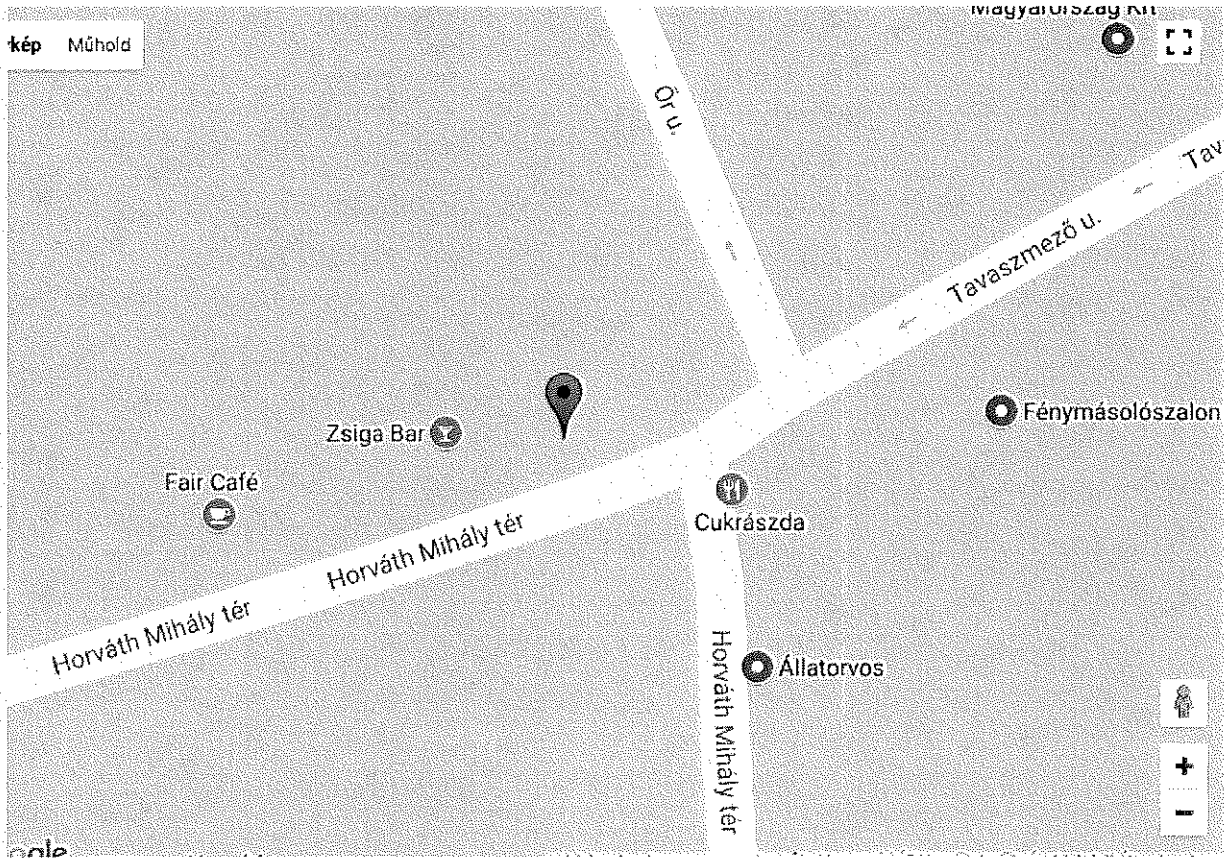 Magyarország Kft
kép Műhold
Őr u.
Tavaszmező u.
Zsiga Bar
Fénymásolószalon
Fair Café
Cukrászda
Horváth Mihály tér
Horváth Mihály tér
Horváth Mihály tér
Állatorvos
+
−